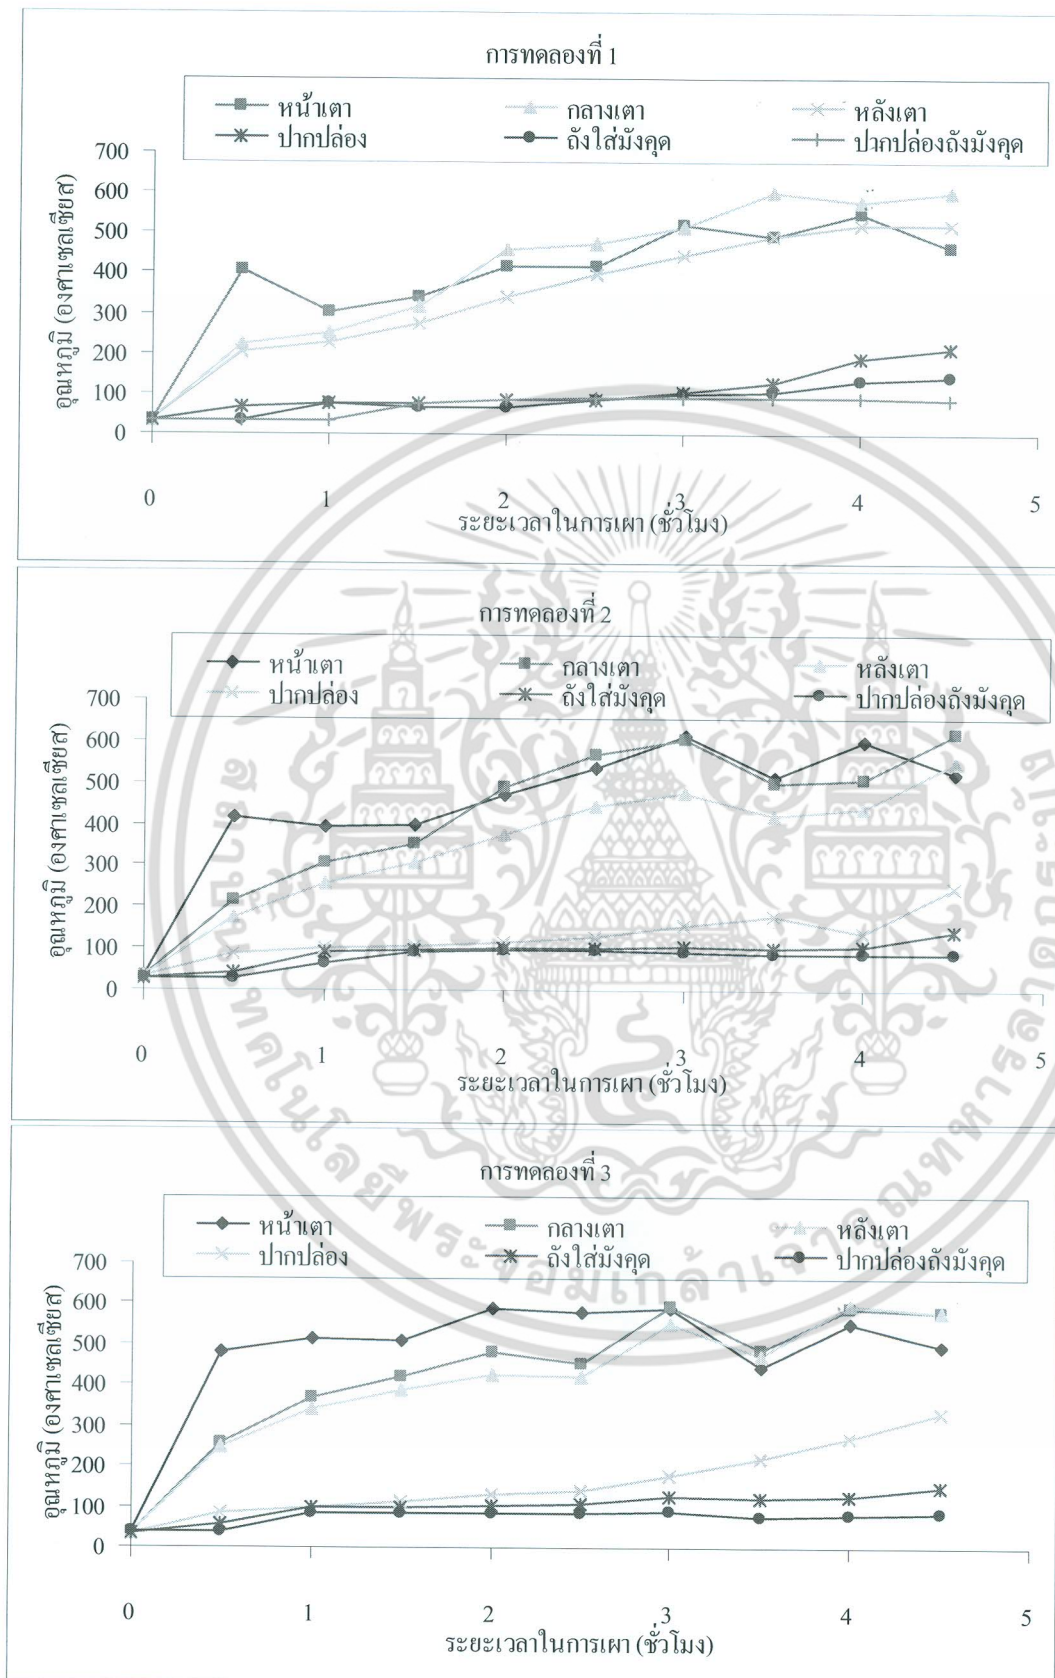 การทดลองที่ 1
หน้าเตา กลางเตา หลังเตา
ปากปล่อง ถังใส่มังคุด ปากปล่องถังมังคุด
อุณหภูมิ (องศาเซลเซียส)
700
600
500
400
300
200
100
0
0 1 2 3 4 5
ระยะเวลาในการเผา (ชั่วโมง)
การทดลองที่ 2
หน้าเตา กลางเตา หลังเตา
ปากปล่อง ถังใส่มังคุด ปากปล่องถังมังคุด
อุณหภูมิ (องศาเซลเซียส)
700
600
500
400
300
200
100
0
0 1 2 3 4 5
ระยะเวลาในการเผา (ชั่วโมง)
การทดลองที่ 3
หน้าเตา กลางเตา หลังเตา
ปากปล่อง ถังใส่มังคุด ปากปล่องถังมังคุด
อุณหภูมิ (องศาเซลเซียส)
700
600
500
400
300
200
100
0
0 1 2 3 4 5
ระยะเวลาในการเผา (ชั่วโมง)